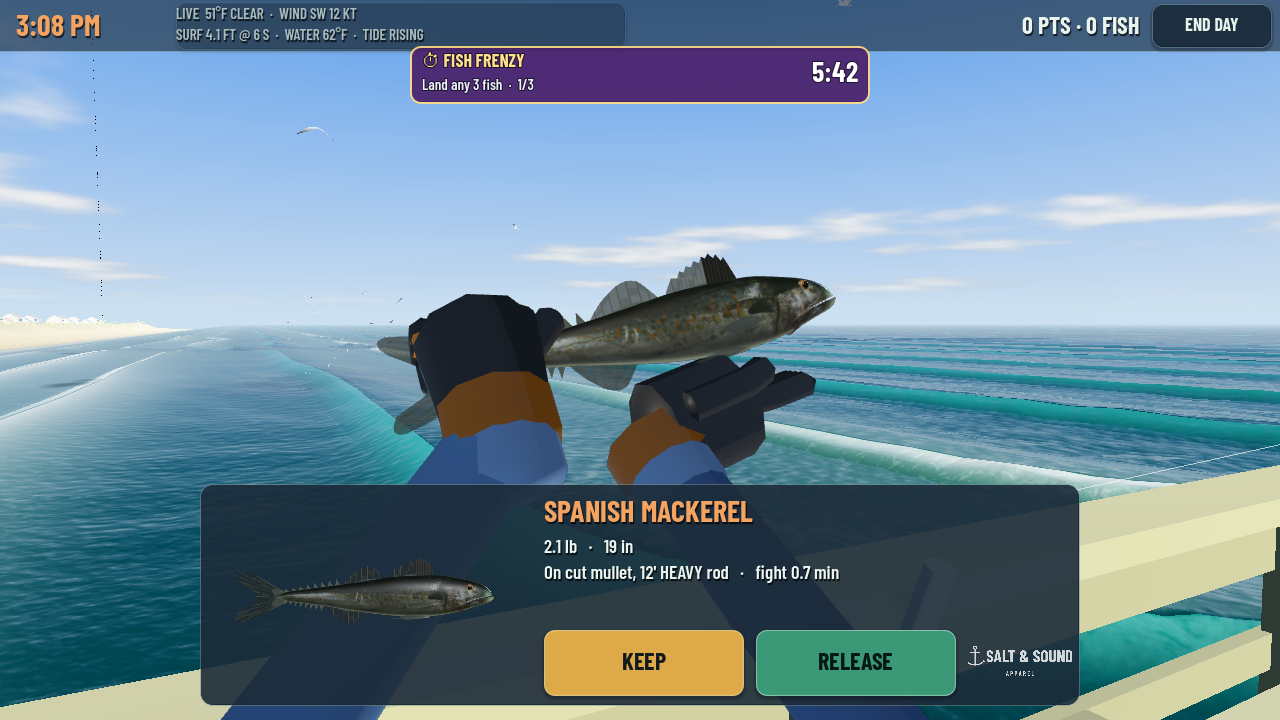 3:08 PM
LIVE 51°F CLEAR · WIND SW 12 KT
SURF 4.1 FT @ 6 S · WATER 62°F · TIDE RISING
0 PTS · 0 FISH
END DAY
⏱ FISH FRENZY
Land any 3 fish · 1/3
5:42
SPANISH MACKEREL
2.1 lb · 19 in
On cut mullet, 12' HEAVY rod · fight 0.7 min
KEEP
RELEASE
SALT & SOUND
APPAREL